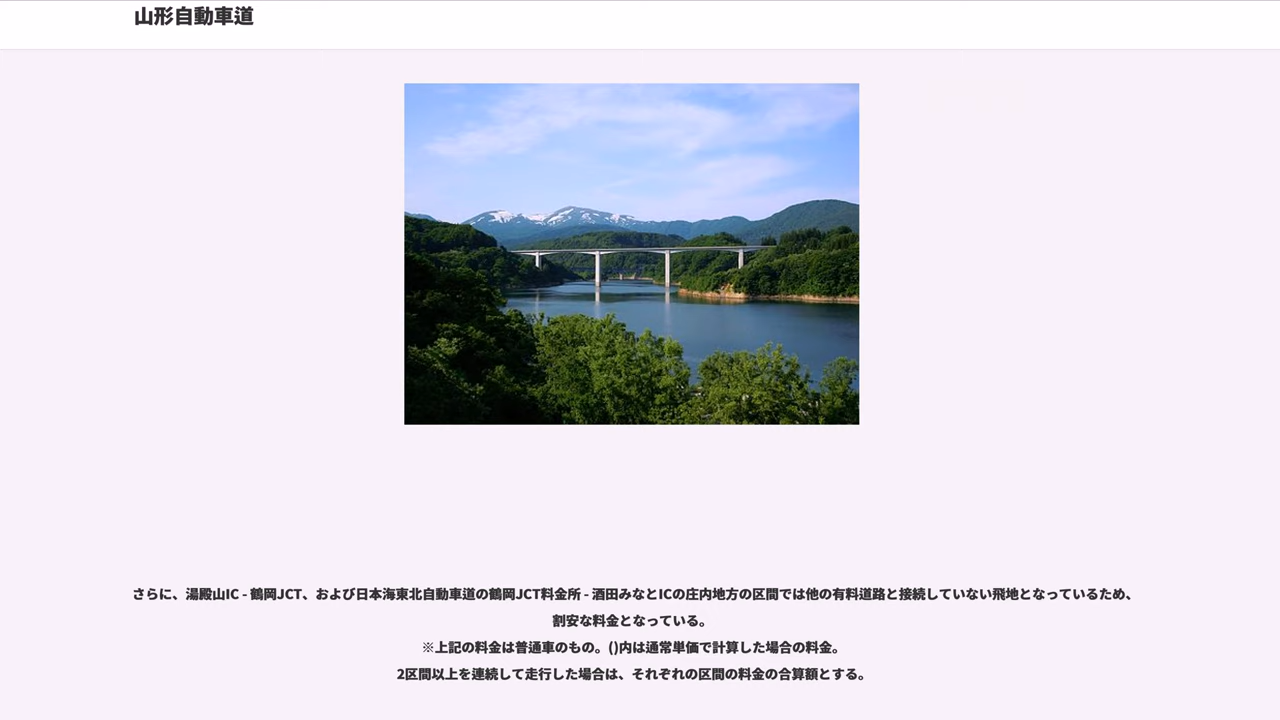 山形自動車道
さらに、湯殿山IC - 鶴岡JCT、および日本海東北自動車道の鶴岡JCT料金所 - 酒田みなとICの庄内地方の区間では他の有料道路と接続していない飛地となっているため、
割安な料金となっている。
※上記の料金は普通車のもの。()内は通常単価で計算した場合の料金。
2区間以上を連続して走行した場合は、それぞれの区間の料金の合算額とする。